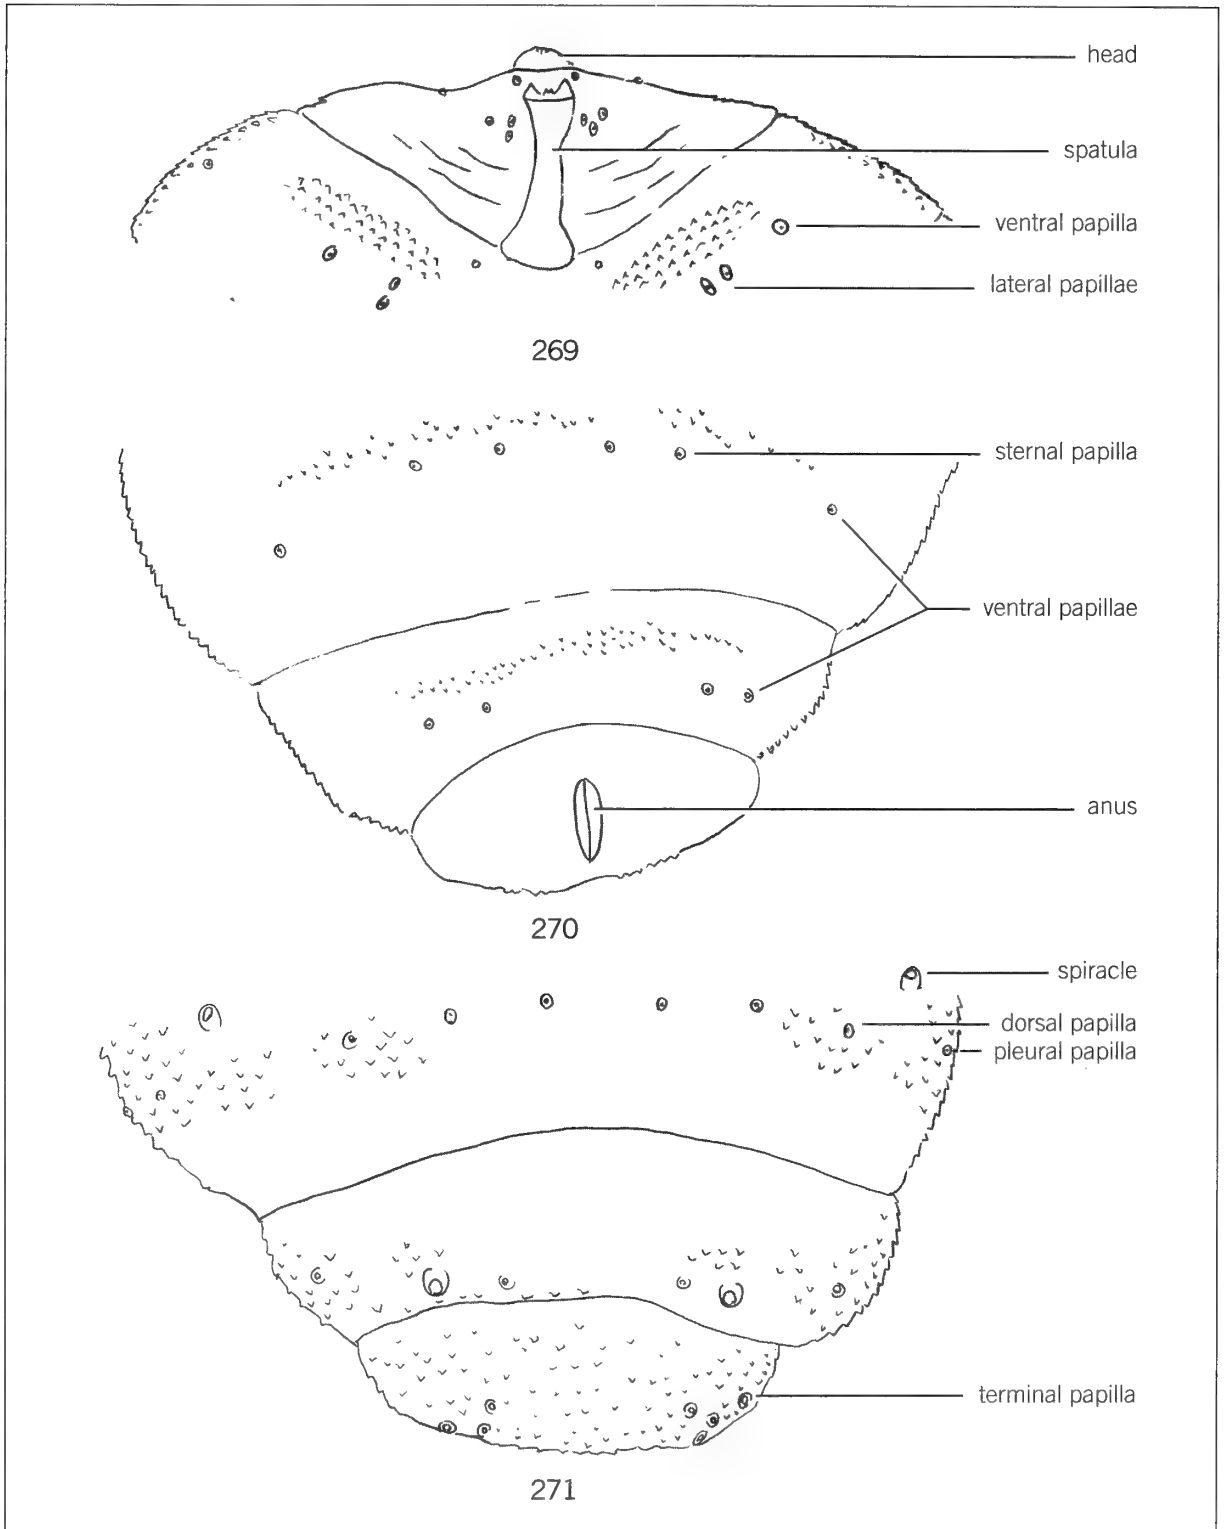 head
spatula
ventral papilla
lateral papillae
269
sternal papilla
ventral papillae
anus
270
spiracle
dorsal papilla
pleural papilla
terminal papilla
271